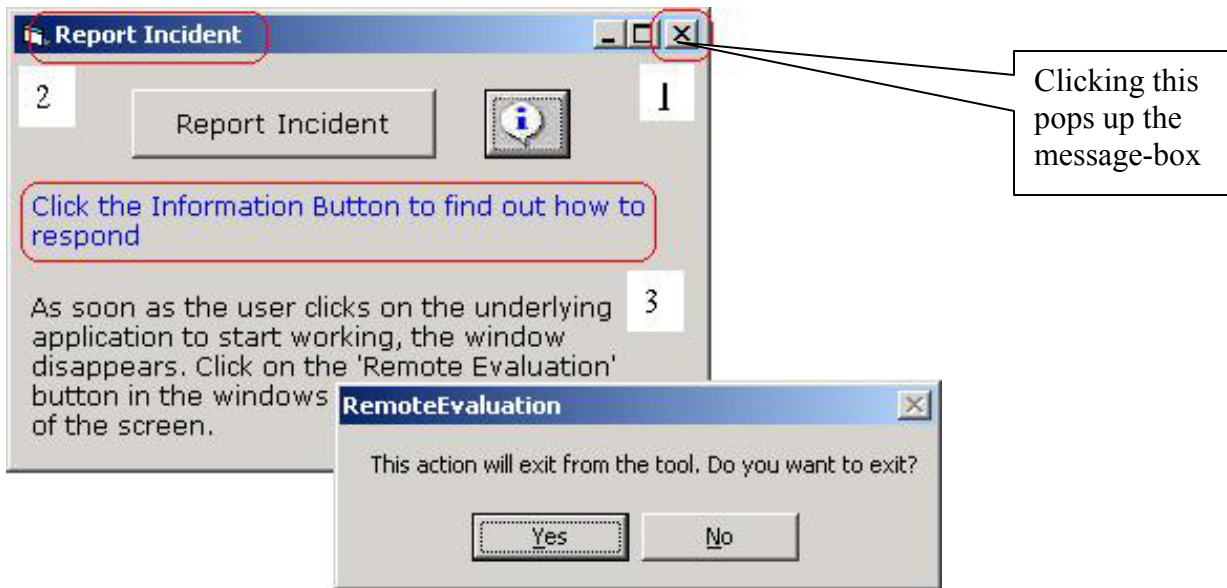 Report Incident
2
1
Report Incident
i
Click the Information Button to find out how to
respond
3
As soon as the user clicks on the underlying
application to start working, the window
disappears. Click on the 'Remote Evaluation'
button in the windows
of the screen.
RemoteEvaluation
This action will exit from the tool. Do you want to exit?
Yes
No
Clicking this
pops up the
message-box